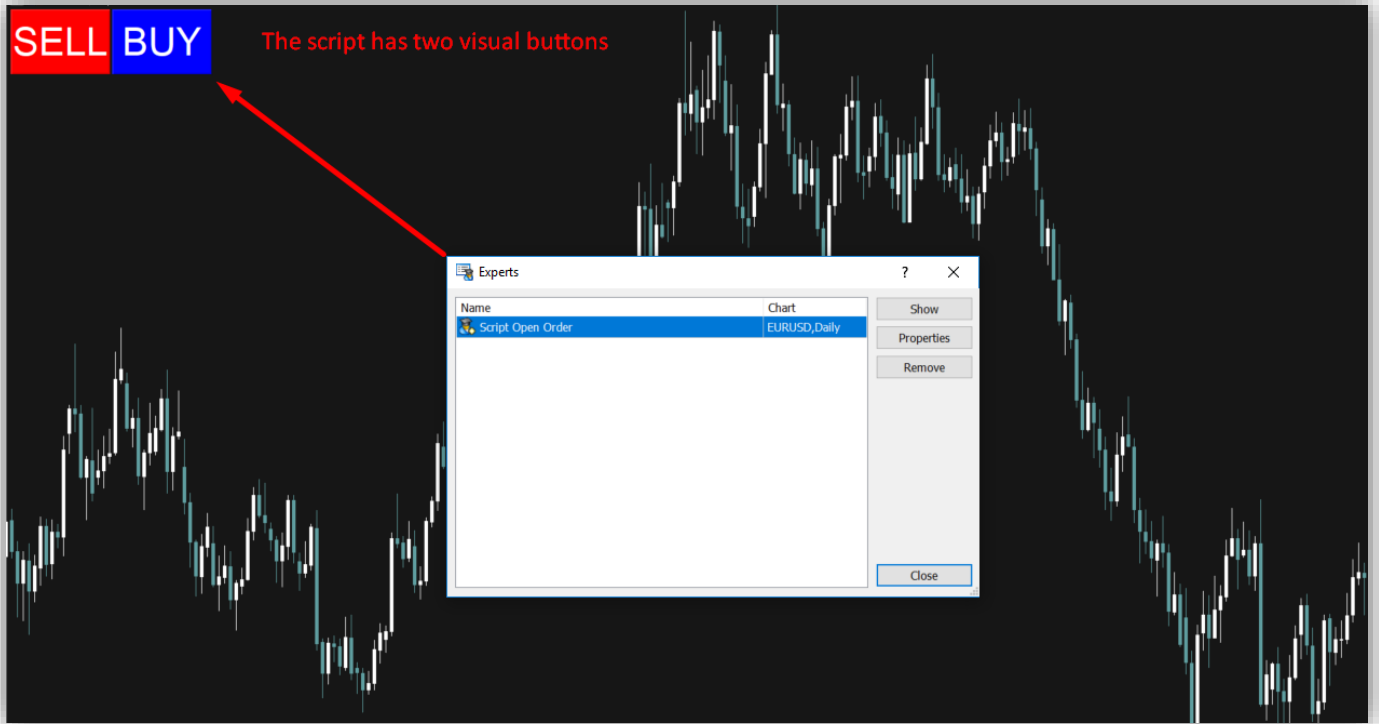 SELL BUY The script has two visual buttons
Experts ?
Name Chart Show
Script Open Order EURUSD,Daily
Properties
Remove
Close